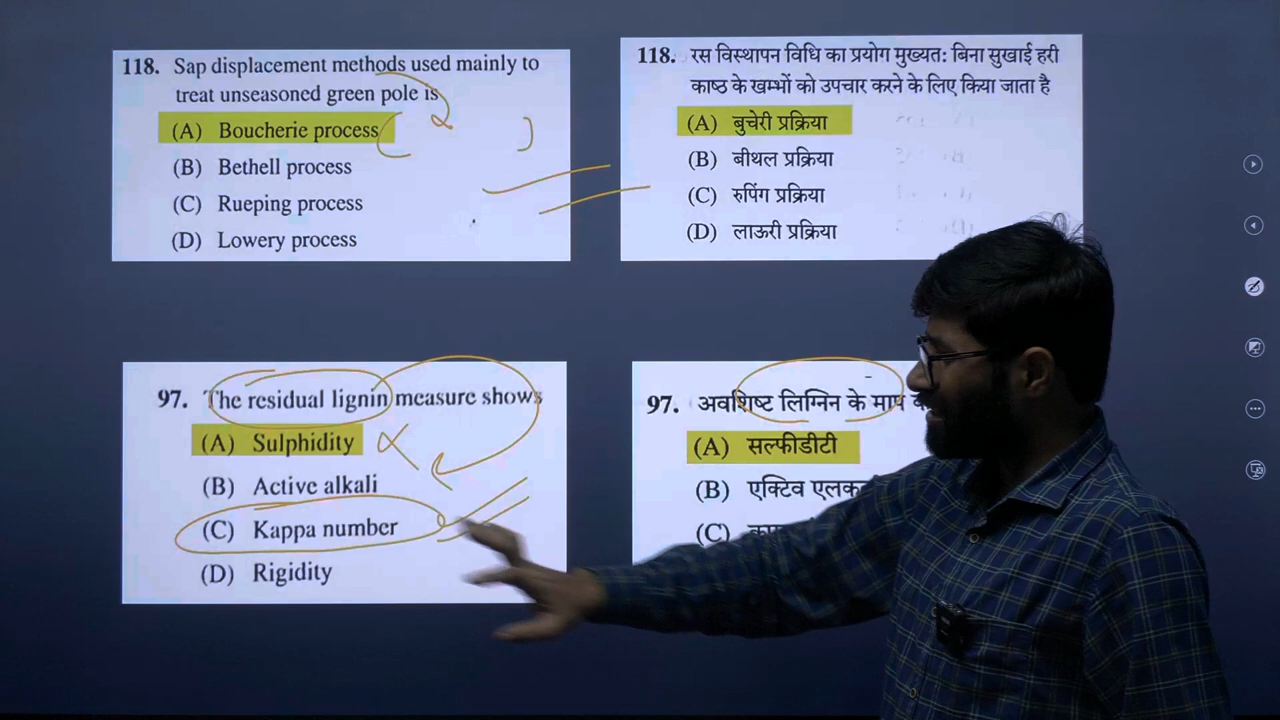 118. Sap displacement methods used mainly to
treat unseasoned green pole is
(A) Boucherie process
(B) Bethell process
(C) Rueping process
(D) Lowery process
118. रस विस्थापन विधि का प्रयोग मुख्यत: बिना सुखाई हरी
काष्ठ के खम्भों को उपचार करने के लिए किया जाता है
(A) बुचेरी प्रक्रिया
(B) बीथल प्रक्रिया
(C) रुपिंग प्रक्रिया
(D) लाऊरी प्रक्रिया
97. The residual lignin measure shows
(A) Sulphidity
(B) Active alkali
(C) Kappa number
(D) Rigidity
97. अवशिष्ट लिग्निन के माप
(A) सल्फीडीटी
(B) एक्टिव
(C)